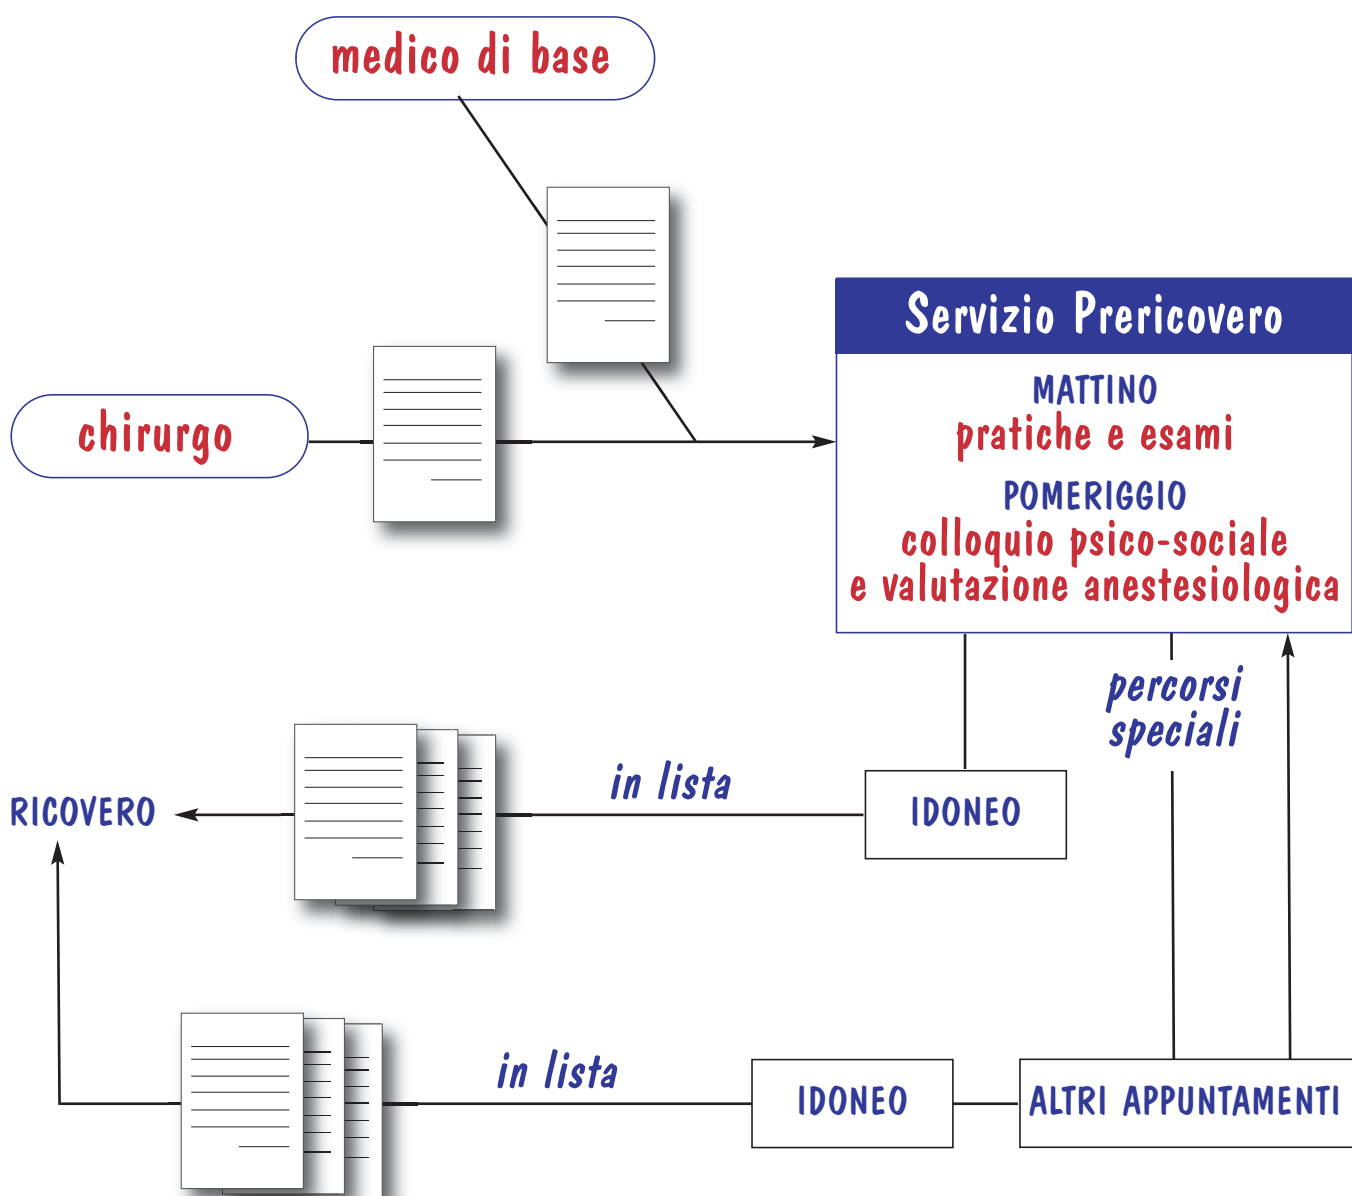 medico di base
Servizio Prericovero
MATTINO
pratiche e esami
chirurgo
POMERIGGIO
colloquio psico-sociale
e valutazione anestesiologica
percorsi
speciali
in lista
IDONEO
RICOVERO
in lista
IDONEO
ALTRI APPUNTAMENTI